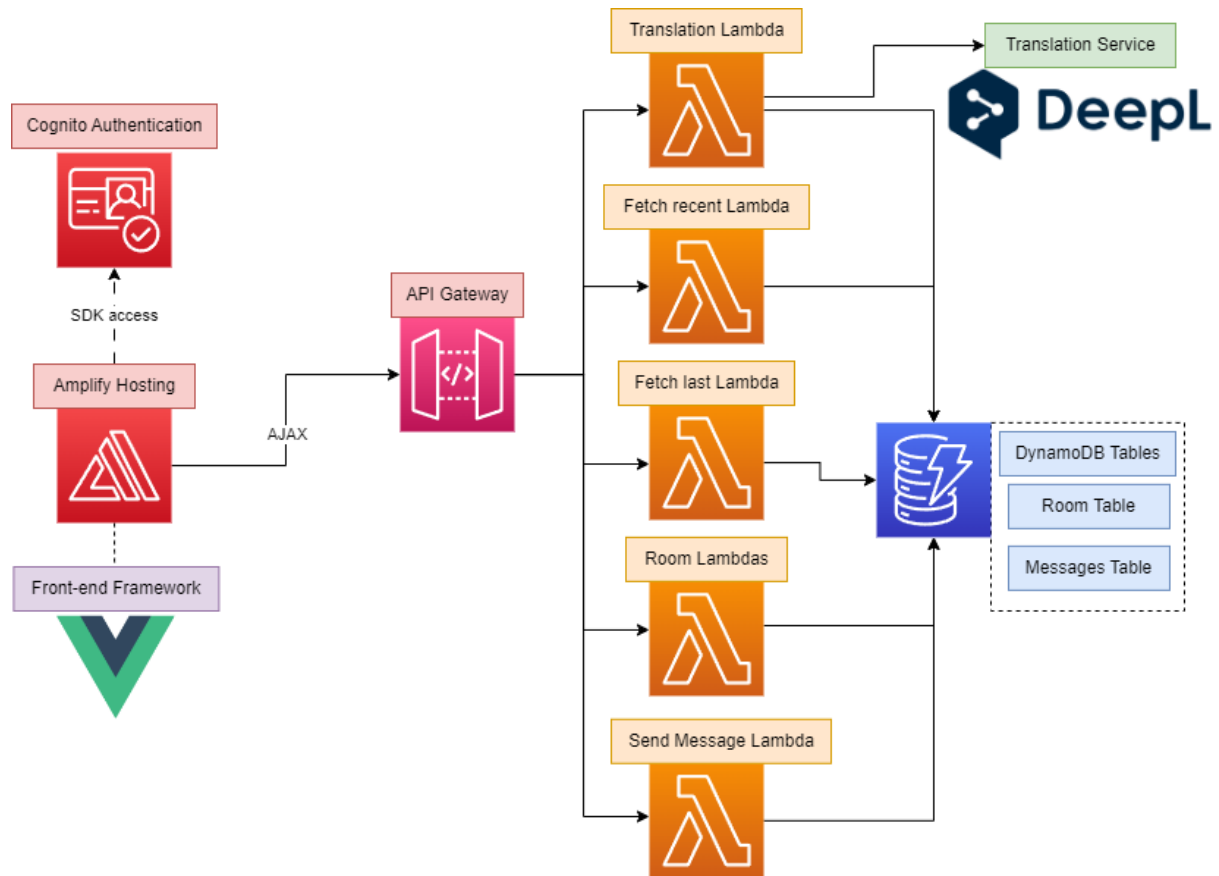 Translation Lambda
Translation Service
DeepL
Cognito Authentication
Fetch recent Lambda
API Gateway
SDK access
</>
Amplify Hosting
Fetch last Lambda
AJAX
DynamoDB Tables
Room Table
Room Lambdas
Messages Table
Front-end Framework
Send Message Lambda